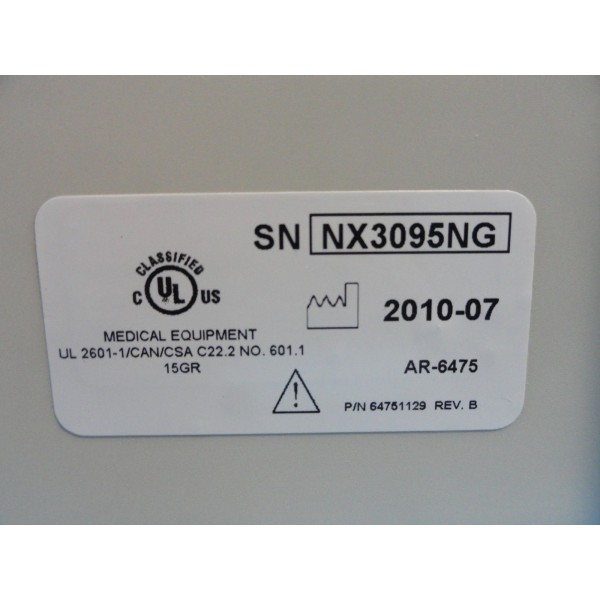 SN NX3095NG
CLASSIFIED
C UL US
2010-07
MEDICAL EQUIPMENT
UL 2601-1/CAN/CSA C22.2 NO. 601.1
15GR
AR-6475
P/N 64751129 REV. B